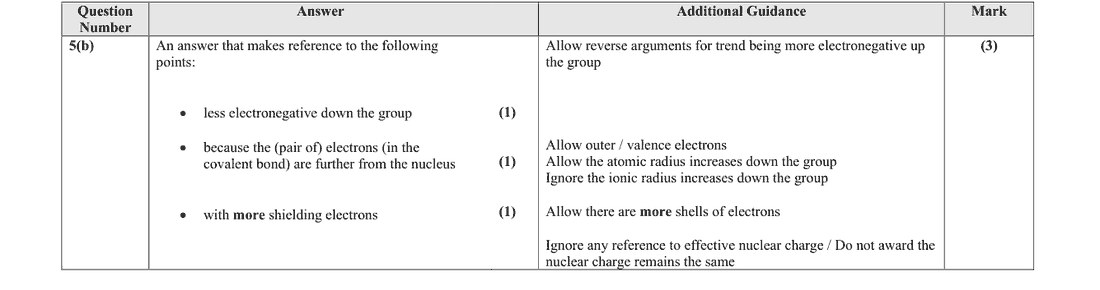 Question Number
Answer
Additional Guidance
Mark
5(b)
An answer that makes reference to the following
points:
• less electronegative down the group (1)
• because the (pair of) electrons (in the
covalent bond) are further from the nucleus (1)
• with more shielding electrons (1)
Allow reverse arguments for trend being more electronegative up
the group
Allow outer / valence electrons
Allow the atomic radius increases down the group
Ignore the ionic radius increases down the group
Allow there are more shells of electrons
Ignore any reference to effective nuclear charge / Do not award the
nuclear charge remains the same
(3)